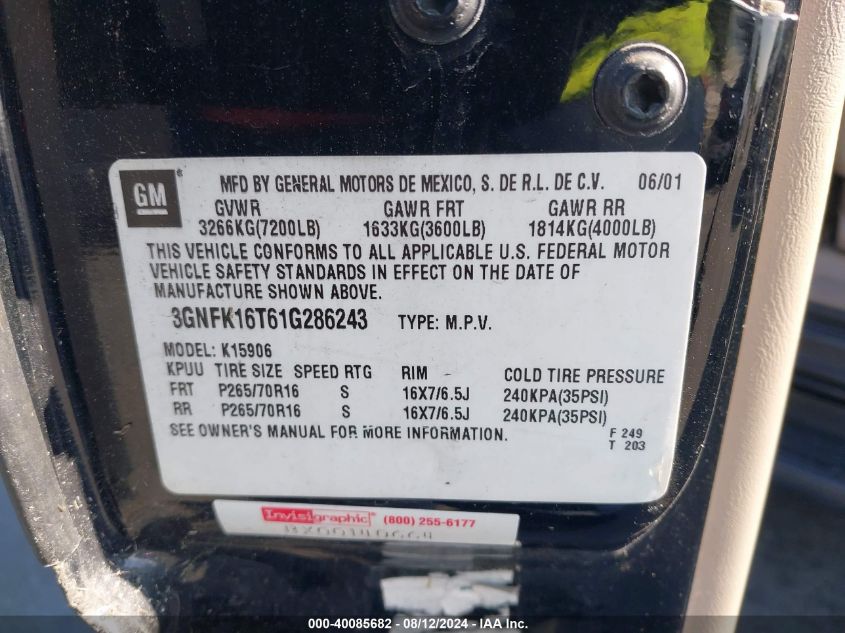 GM
MFD BY GENERAL MOTORS DE MEXICO, S. DE R.L. DE C.V. 06/01
GVWR GAWR FRT GAWR RR
3266KG(7200LB) 1633KG(3600LB) 1814KG(4000LB)
THIS VEHICLE CONFORMS TO ALL APPLICABLE U.S. FEDERAL MOTOR
VEHICLE SAFETY STANDARDS IN EFFECT ON THE DATE OF
MANUFACTURE SHOWN ABOVE.
3GNFK16T61G286243 TYPE: M.P.V.
MODEL: K15906
KPUU TIRE SIZE SPEED RTG RIM COLD TIRE PRESSURE
FRT P265/70R16 S 16X7/6.5J 240KPA(35PSI)
RR P265/70R16 S 16X7/6.5J 240KPA(35PSI)
SEE OWNER'S MANUAL FOR MORE INFORMATION.
F 249
T 203
Invisigraphic (800) 255-6177
000-40085682 - 08/12/2024 - IAA Inc.